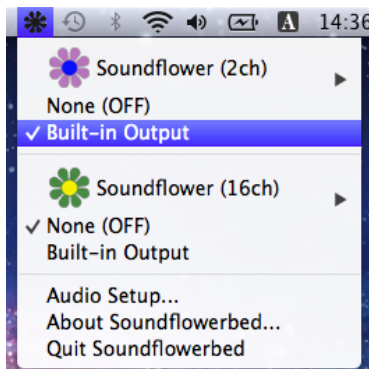 A 14:36
Soundflower (2ch)
None (OFF)
✓ Built-in Output
Soundflower (16ch)
✓ None (OFF)
Built-in Output
Audio Setup...
About Soundflowerbed...
Quit Soundflowerbed